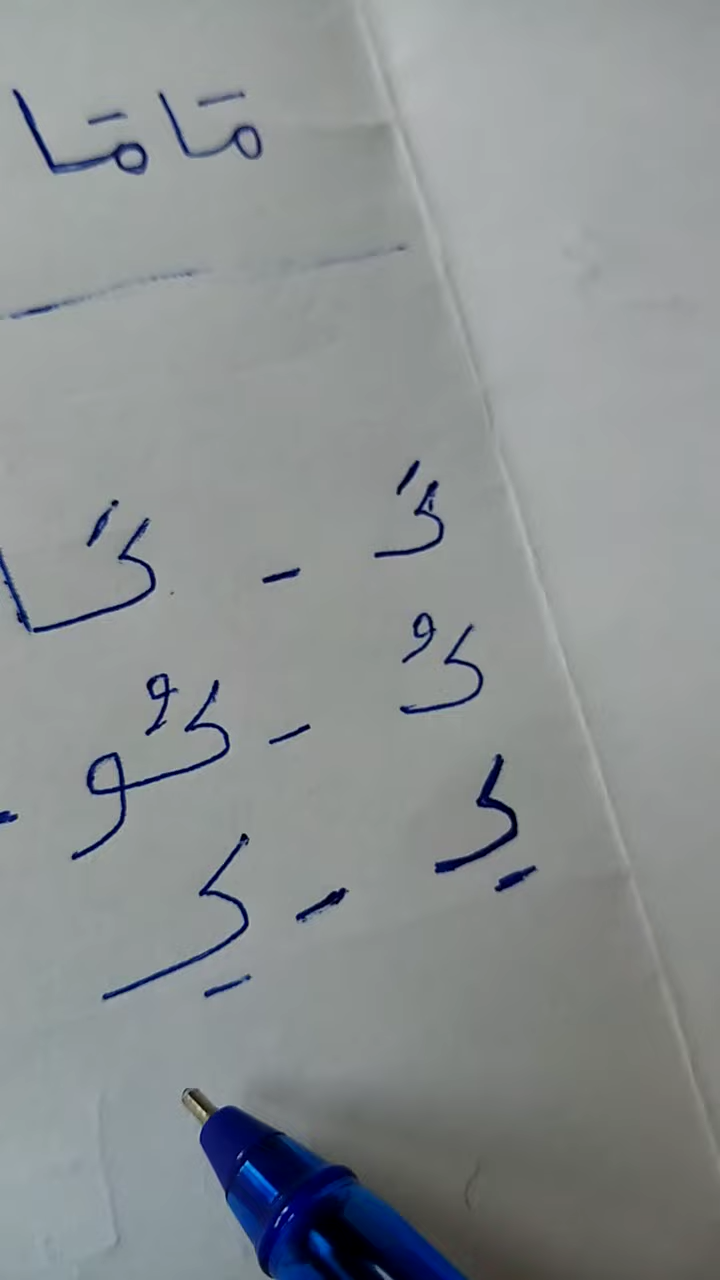 مَامَا
كَ - كَا
كُ - كُو -
كِ - كِ